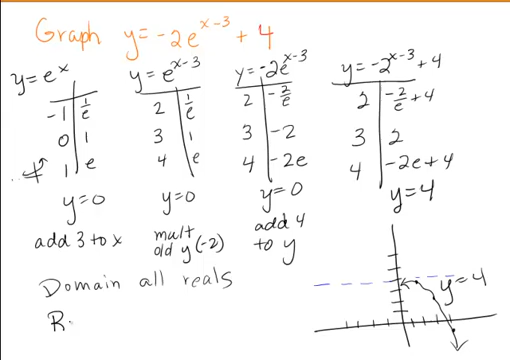 Graph y = -2e^{x-3} + 4
y = e^x
-1 | 1/e
0 | 1
1 | e
y = 0
add 3 to x
y = e^{x-3}
2 | 1/e
3 | 1
4 | e
y = 0
mult
old y (-2)
y = -2e^{x-3}
2 | -2/e
3 | -2
4 | -2e
y = 0
add 4
to y
y = -2^{x-3} + 4
2 | -2/e + 4
3 | 2
4 | -2e + 4
y = 4
Domain all reals
R:
y = 4